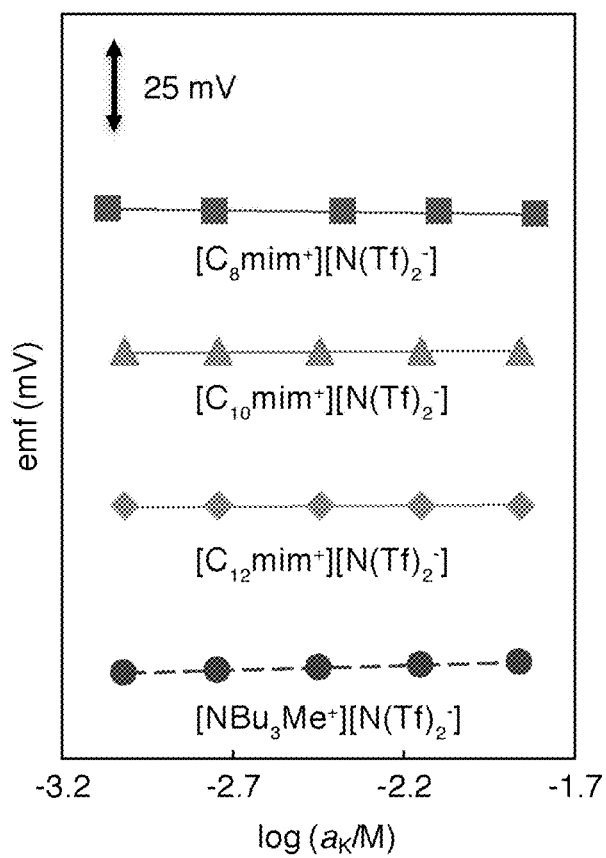 25 mV
[C₈mim⁺][N(Tf)₂⁻]
[C₁₀mim⁺][N(Tf)₂⁻]
[C₁₂mim⁺][N(Tf)₂⁻]
[NBu₃Me⁺][N(Tf)₂⁻]
emf (mV)
-3.2 -2.7 -2.2 -1.7
log (aK/M)